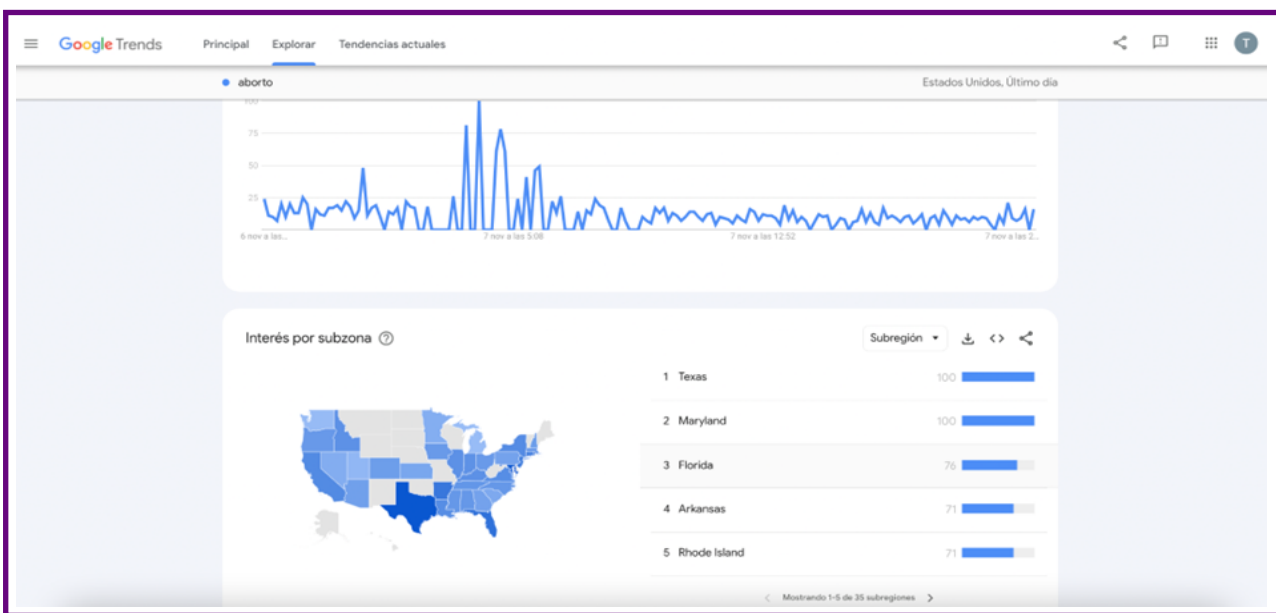 Google Trends Principal Explorar Tendencias actuales T
aborto Estados Unidos, Último día
100
75
50
25
6 nov a las... 7 nov a las 5:08 7 nov a las 12:52 7 nov a las 2...
Interés por subzona Subregión
1 Texas 100
2 Maryland 100
3 Florida 76
4 Arkansas 71
5 Rhode Island 71
Mostrando 1-5 de 35 subregiones